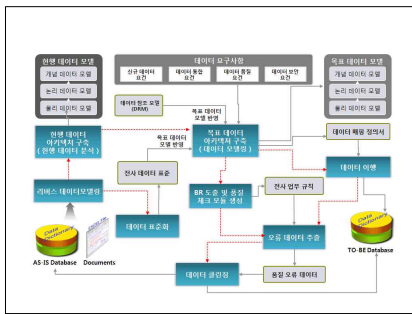 현행 데이터 모델
개념 데이터 모델
논리 데이터 모델
물리 데이터 모델
데이터 요구사항
신규 데이터
요건
데이터 통합
요건
데이터 품질
요건
데이터 보안
요건
목표 데이터 모델
개념 데이터 모델
논리 데이터 모델
물리 데이터 모델
데이터 참조 모델
(DRM)
목표 데이터
모델 반영
현행 데이터
아키텍처 구축
( 현행 데이터 분석 )
목표 데이터
모델 반영
목표 데이터
아키텍처 구축
(데이터 모델링)
데이터 매핑 정의서
전사 데이터 표준
데이터 이행
리버스 데이터모델링
BR 도출 및 품질
체크 모듈 생성
전사 업무 규칙
데이터 표준화
오류 데이터 추출
Data
Dictionary
AS-IS Database
Documents
Data
Dictionary
TO-BE Database
데이터 클린징
품질 오류 데이터